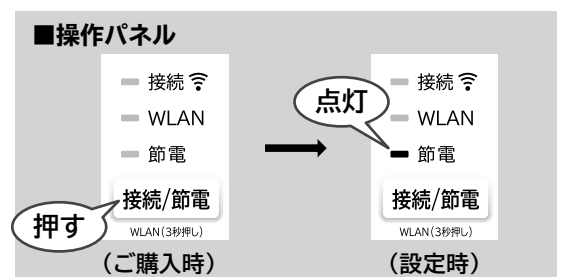 ■操作パネル
接続
WLAN
節電
接続/節電
WLAN(3秒押し)
押す
(ご購入時)
接続
WLAN
点灯
節電
接続/節電
WLAN(3秒押し)
(設定時)